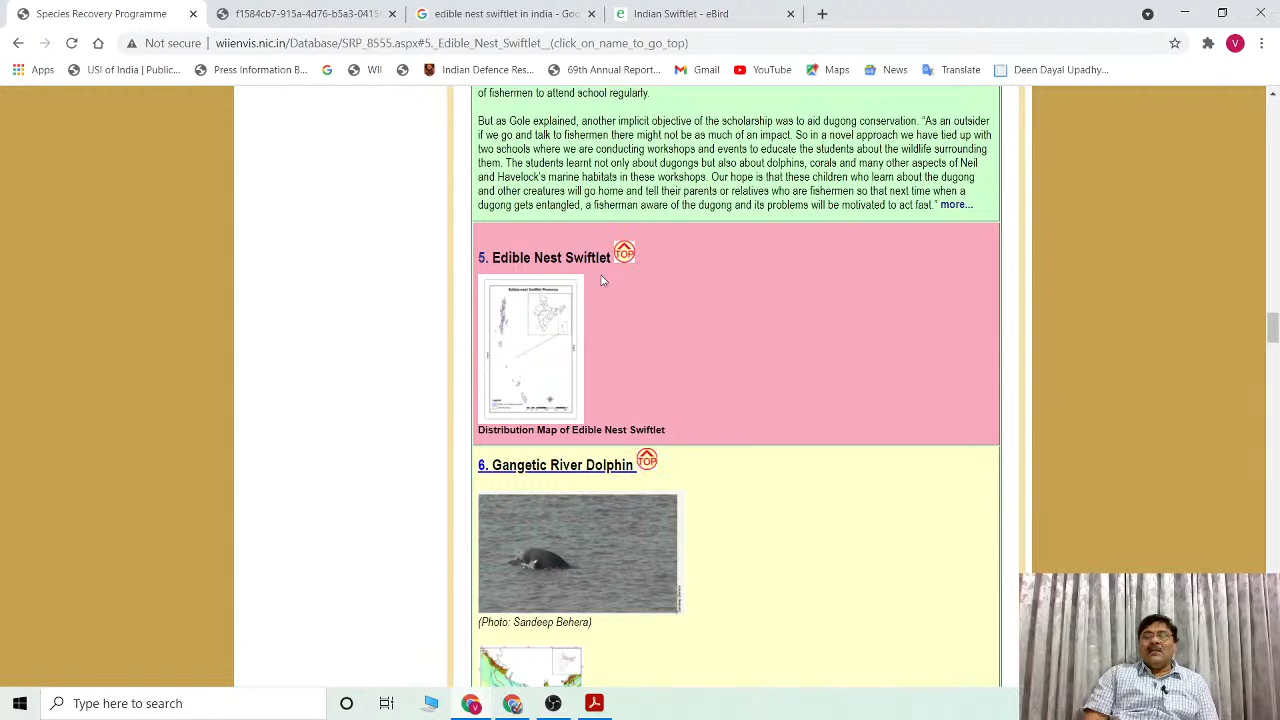 Species Recovery Programme
f1584cb7-915a-4d76-b5a3-0415(
edible nest swiftlet in india - Goo
Indian Swiftlet - eBird
Not secure
wiienvis.nic.in/Database/SRP_8555.aspx#5._Edible_Nest_Swiftlet__(click_on_name_to_go_top)
V
Apps
USI of India | Public...
Press Information B...
WII
Indian Defence Res...
69th Annual Report...
Gmail
YouTube
Maps
News
Translate
Deen Dayal Upadhy...
of fishermen to attend school regularly.
But as Gole explained, another implicit objective of the scholarship was to aid dugong conservation. “As an outsider
if we go and talk to fishermen there might not be as much of an impact. So in a novel approach we have tied up with
two schools where we are conducting workshops and events to educate the students about the wildlife surrounding
them. The students learnt not only about dugongs but also about dolphins, corals and many other aspects of Neil
and Havelock’s marine habitats in these workshops. Our hope is that these children who learn about the dugong
and other creatures will go home and tell their parents or relatives who are fishermen so that next time when a
dugong gets entangled, a fisherman aware of the dugong and its problems will be motivated to act fast.” more...
5. Edible Nest Swiftlet TOP
Edible-nest Swiftlet Presence
Distribution Map of Edible Nest Swiftlet
6. Gangetic River Dolphin TOP
Sandeep Behera
(Photo: Sandeep Behera)
Type here to search